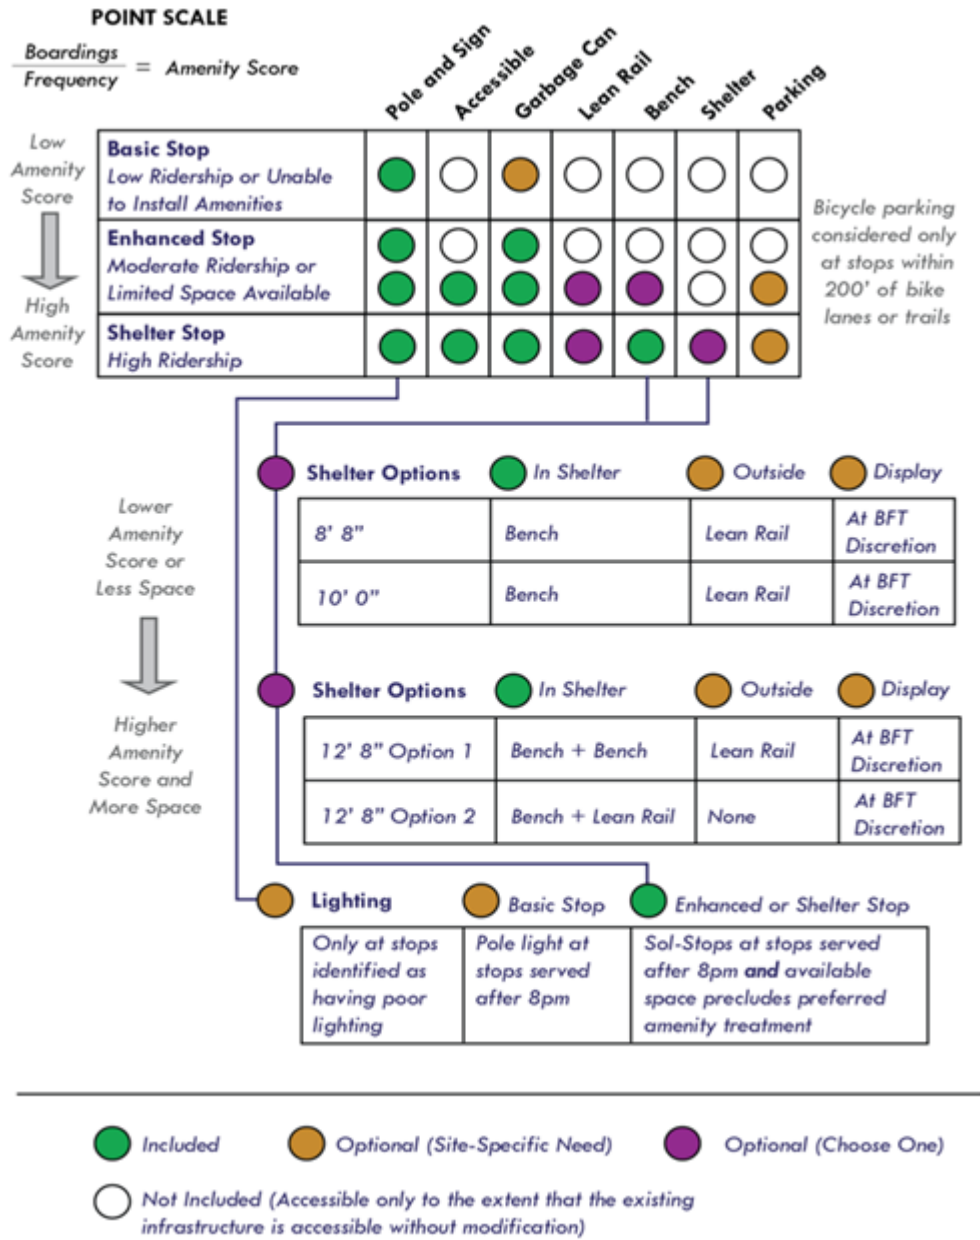 POINT SCALE
Boardings
Frequency
= Amenity Score
Pole and Sign
Accessible
Garbage Can
Lean Rail
Bench
Shelter
Parking
Low
Amenity
Score
High
Amenity
Score
Basic Stop
Low Ridership or Unable
to Install Amenities
Enhanced Stop
Moderate Ridership or
Limited Space Available
Shelter Stop
High Ridership
Bicycle parking
considered only
at stops within
200' of bike
lanes or trails
Lower
Amenity
Score or
Less Space
Higher
Amenity
Score and
More Space
Shelter Options In Shelter Outside Display
8' 8” Bench Lean Rail At BFT
Discretion
10' 0” Bench Lean Rail At BFT
Discretion
Shelter Options In Shelter Outside Display
12' 8” Option 1 Bench + Bench Lean Rail At BFT
Discretion
12' 8” Option 2 Bench + Lean Rail None At BFT
Discretion
Lighting Basic Stop Enhanced or Shelter Stop
Only at stops
identified as
having poor
lighting
Pole light at
stops served
after 8pm
Sol-Stops at stops served
after 8pm and available
space precludes preferred
amenity treatment
Included Optional (Site-Specific Need) Optional (Choose One)
Not Included (Accessible only to the extent that the existing
infrastructure is accessible without modification)